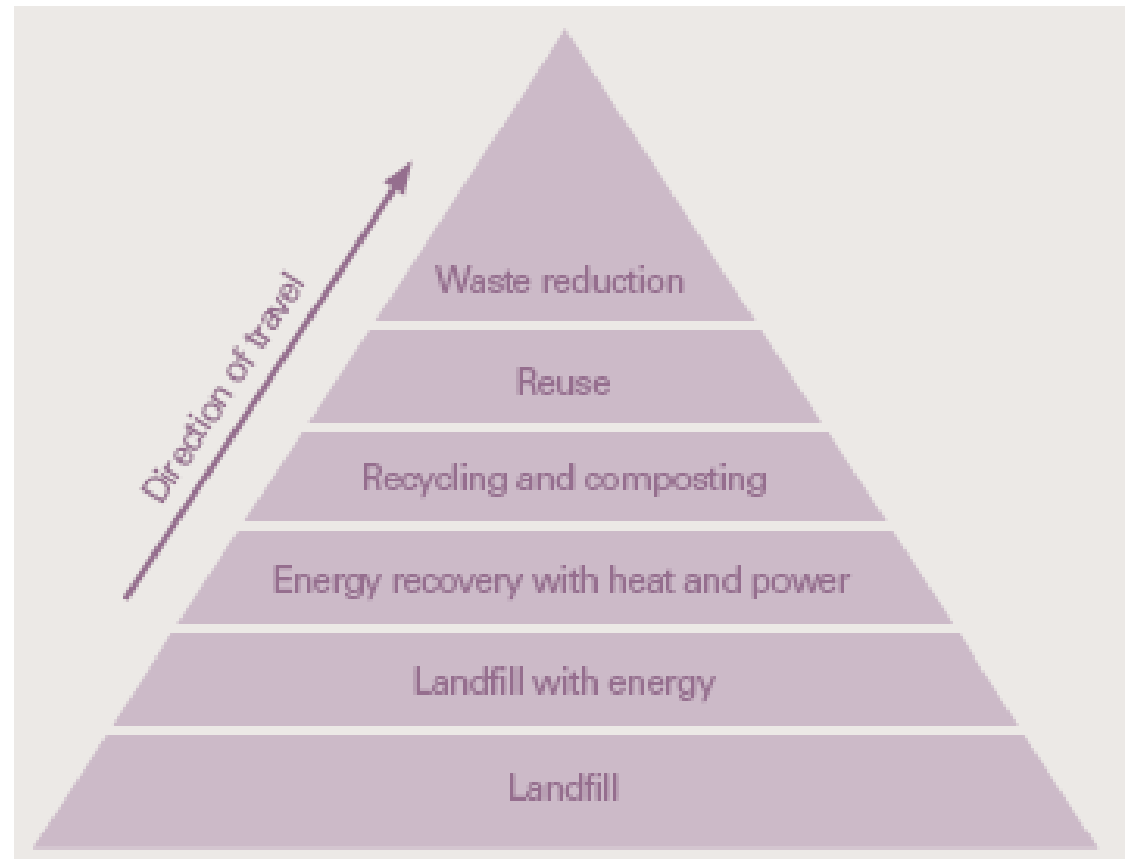 Waste reduction
Direction of travel
Reuse
Recycling and composting
Energy recovery with heat and power
Landfill with energy
Landfill